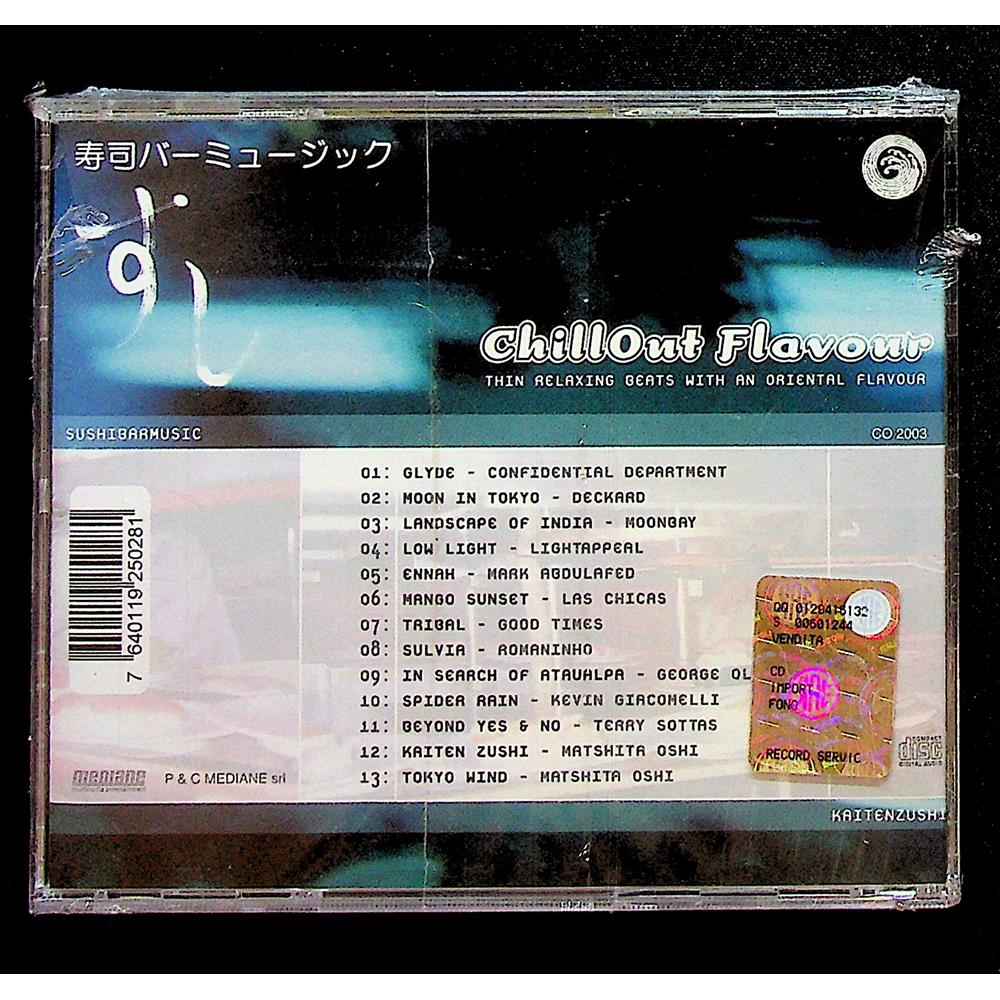 寿司バーミュージック
すし
ChillOut Flavour
THIN RELAXING BEATS WITH AN ORIENTAL FLAVOUR
SUSHIBARMUSIC
CO 2003
01: GLYDE - CONFIDENTIAL DEPARTMENT
02: MOON IN TOKYO - DECKARD
03: LANDSCAPE OF INDIA - MOONBAY
04: LOW LIGHT - LIGHTAPPEAL
05: ENNAH - MARK ABDULAFED
06: MANGO SUNSET - LAS CHICAS
07: TRIBAL - GOOD TIMES
08: SULVIA - ROMANINHO
09: IN SEARCH OF ATAUALPA - GEORGE
10: SPIDER RAIN - KEVIN GIACOMELLI
11: BEYOND YES & NO - TERRY SOTTAS
12: KAITEN ZUSHI - MATSHITA OSHI
13: TOKYO WIND - MATSHITA OSHI
7 640119 250281
QQ 0129416132
S 00601244
VENDITA
CD
IMPORT
FONO
RECORD SERVIC
COMPACT
disc
DIGITAL AUDIO
mediane
P & C MEDIANE srl
KAITENZUSHI